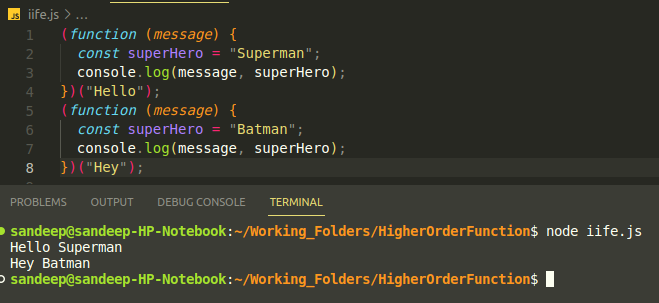 JS iife.js > ...
1 (function (message) {
2 const superHero = "Superman";
3 console.log(message, superHero);
4 })("Hello");
5 (function (message) {
6 const superHero = "Batman";
7 console.log(message, superHero);
8 })("Hey");
PROBLEMS OUTPUT DEBUG CONSOLE TERMINAL
sandeep@sandeep-HP-Notebook:~/Working_Folders/HigherOrderFunction$ node iife.js
Hello Superman
Hey Batman
sandeep@sandeep-HP-Notebook:~/Working_Folders/HigherOrderFunction$